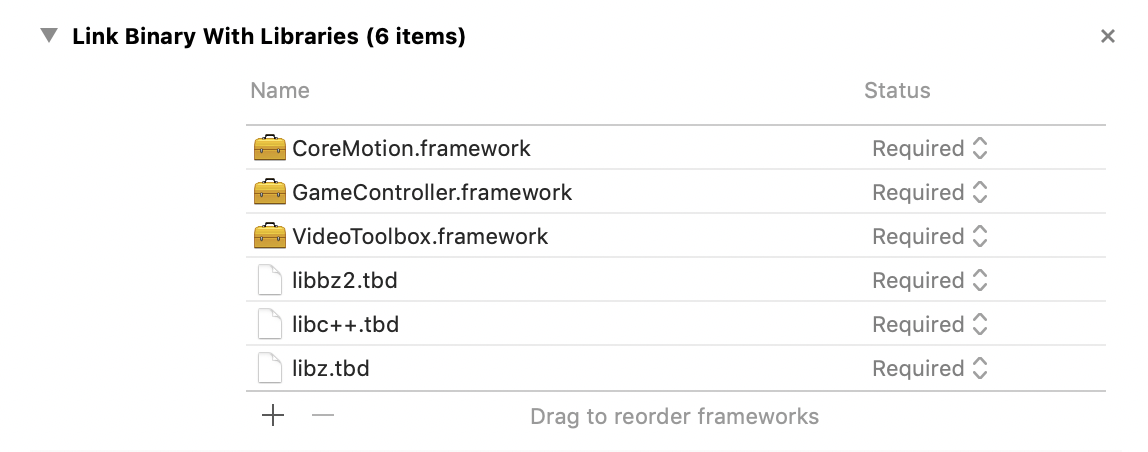 Link Binary With Libraries (6 items)
Name Status
CoreMotion.framework Required
GameController.framework Required
VideoToolbox.framework Required
libbz2.tbd Required
libc++.tbd Required
libz.tbd Required
Drag to reorder frameworks